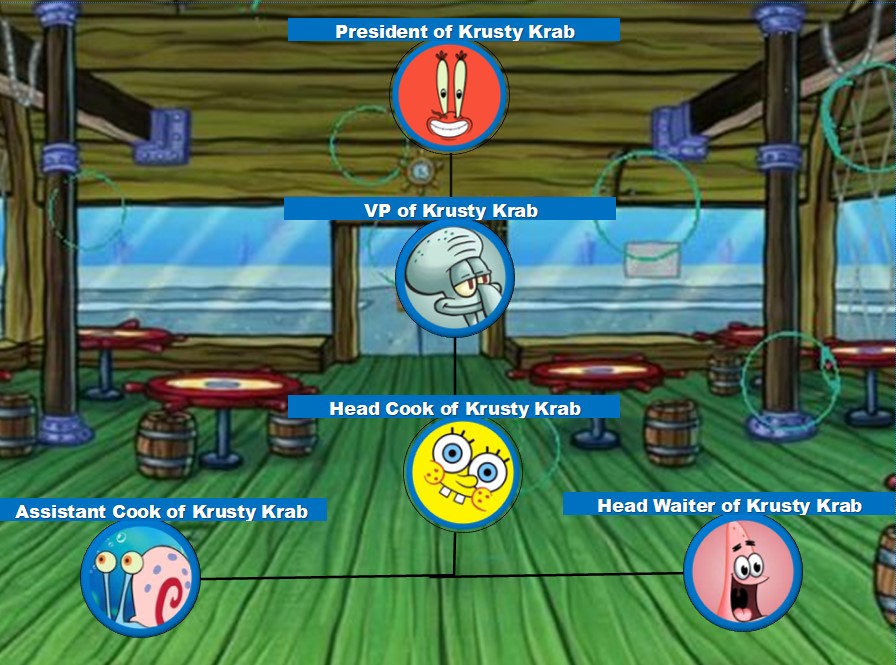 President of Krusty Krab
VP of Krusty Krab
Head Cook of Krusty Krab
Assistant Cook of Krusty Krab
Head Waiter of Krusty Krab